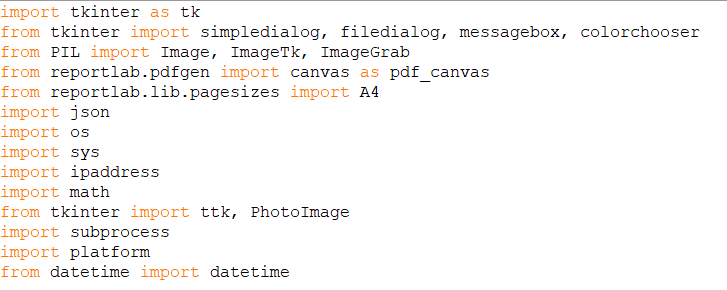 import tkinter as tk
from tkinter import simpledialog, filedialog, messagebox, colorchooser
from PIL import Image, ImageTk, ImageGrab
from reportlab.pdfgen import canvas as pdf_canvas
from reportlab.lib.pagesizes import A4
import json
import os
import sys
import ipaddress
import math
from tkinter import ttk, PhotoImage
import subprocess
import platform
from datetime import datetime